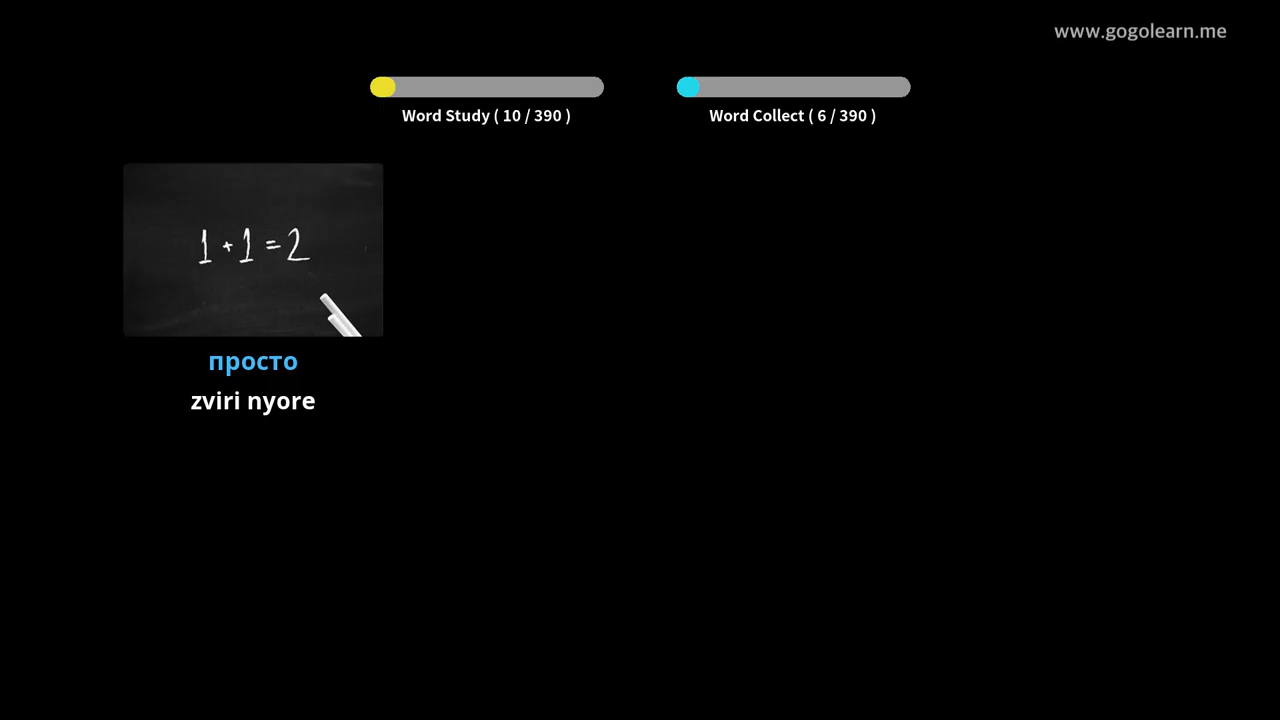 www.gogolearn.me
Word Study ( 10 / 390 )
Word Collect ( 6 / 390 )
1 + 1 = 2
просто
zviri nyore